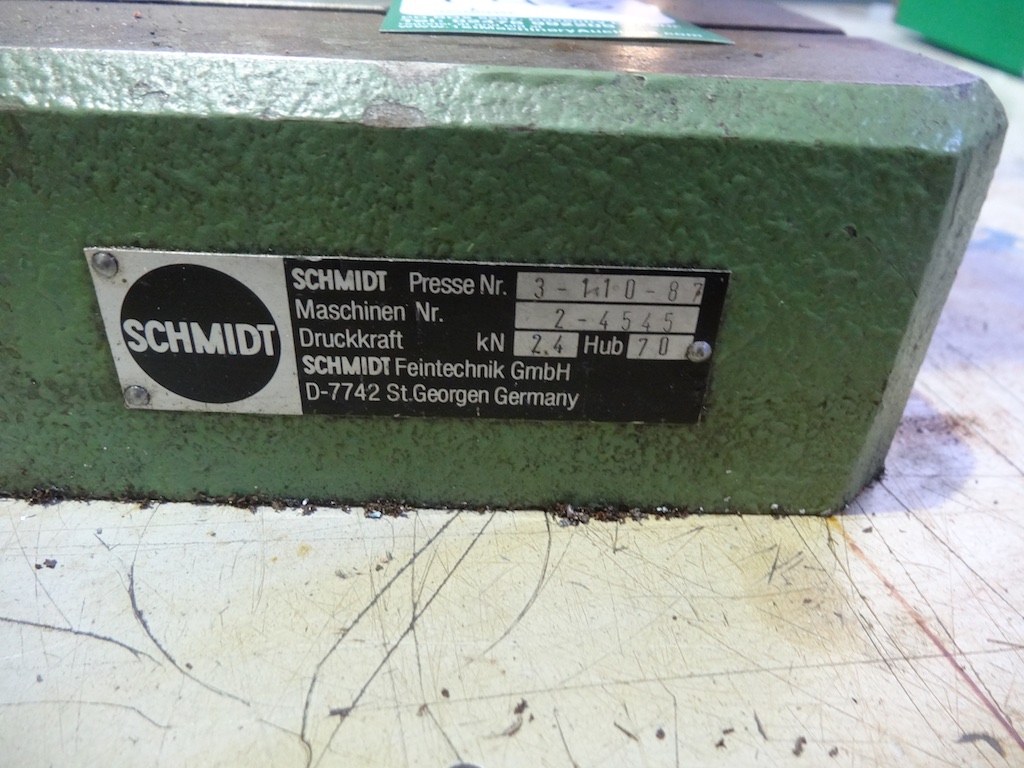 SCHMIDT
SCHMIDT Presse Nr. 3-110-87
Maschinen Nr. 2-4545
Druckkraft kN 2.4 Hub 70
SCHMIDT Feintechnik GmbH
D-7742 St.Georgen Germany